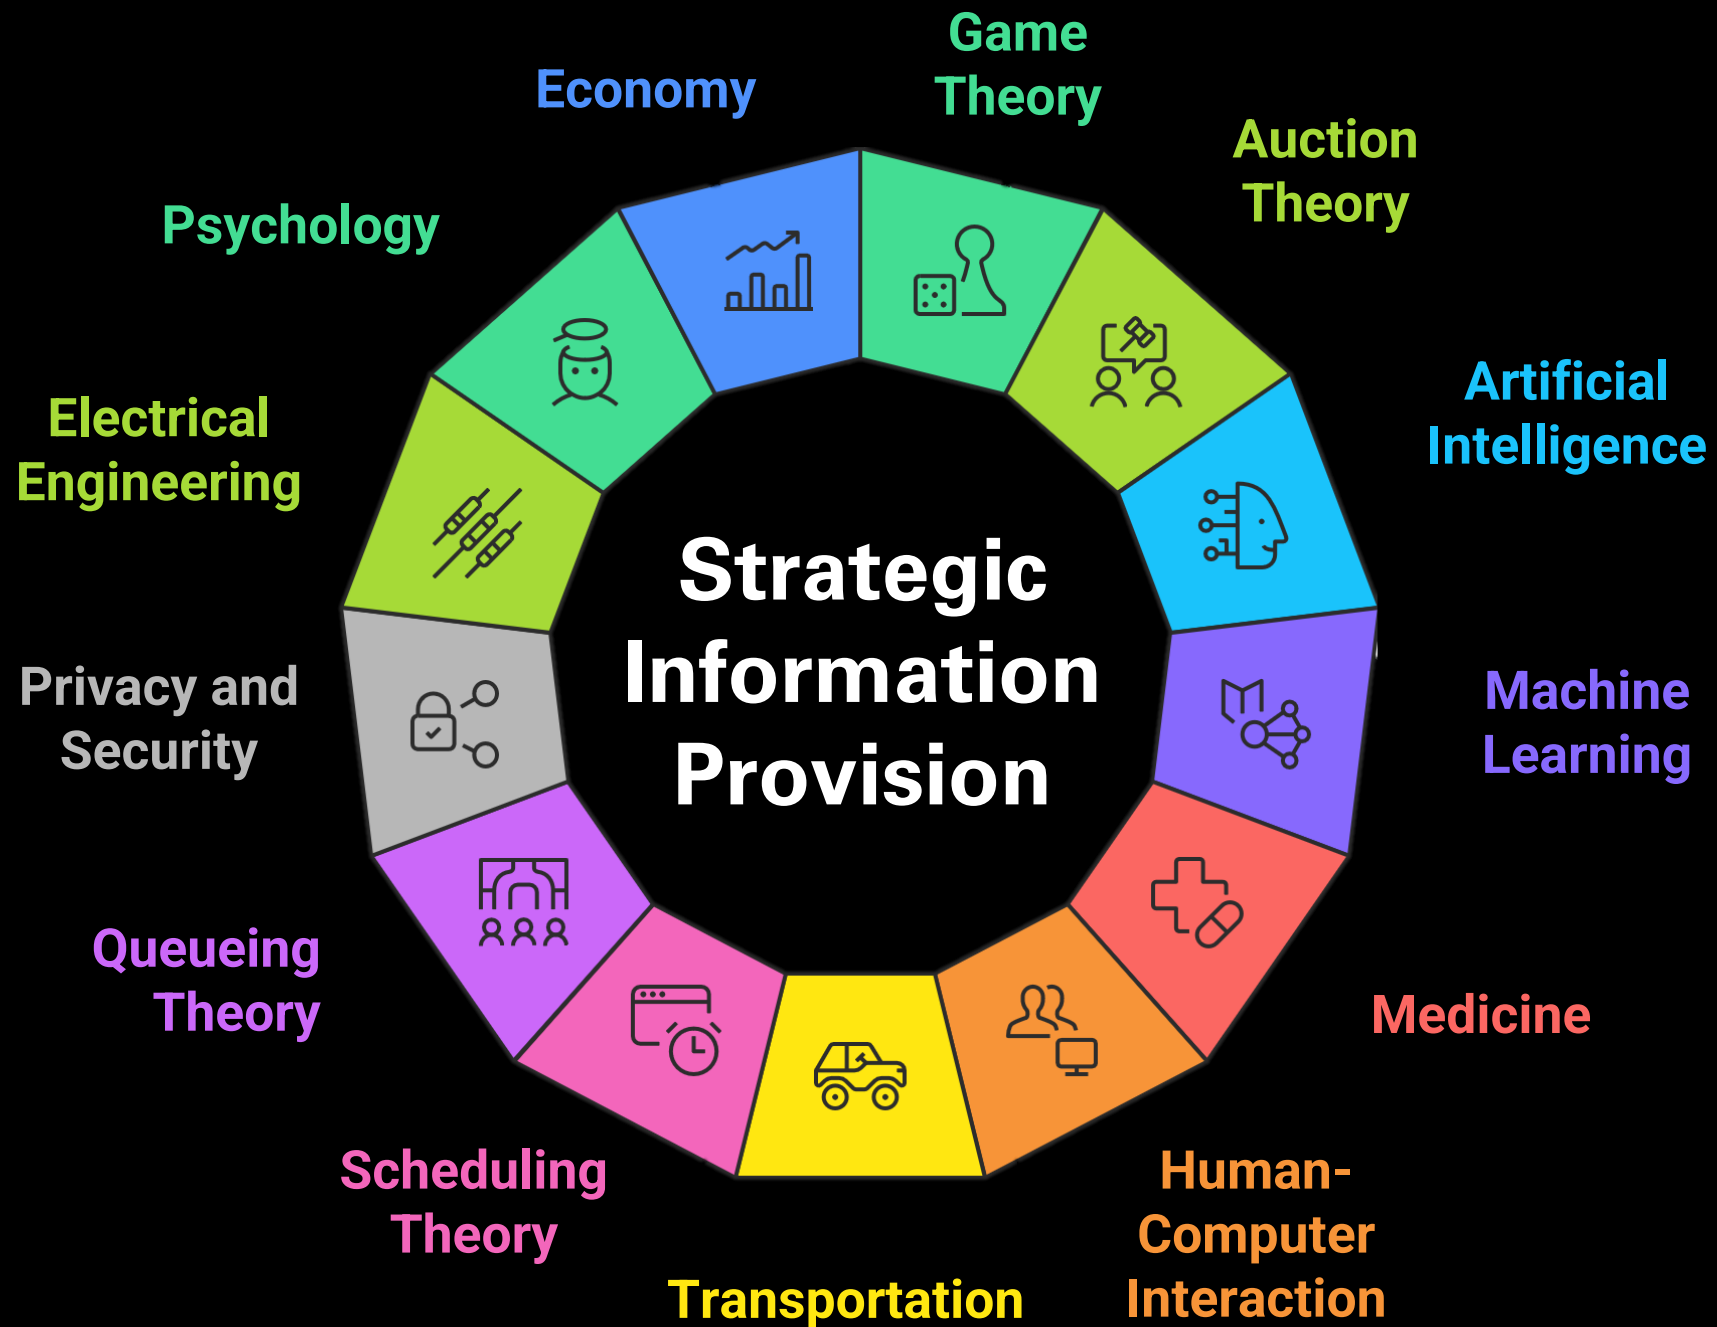 Game
Theory
Economy
Auction
Theory
Psychology
Artificial
Intelligence
Electrical
Engineering
Strategic
Information
Provision
Privacy and
Security
Machine
Learning
Queueing
Theory
Medicine
Scheduling
Theory
Human-
Computer
Interaction
Transportation